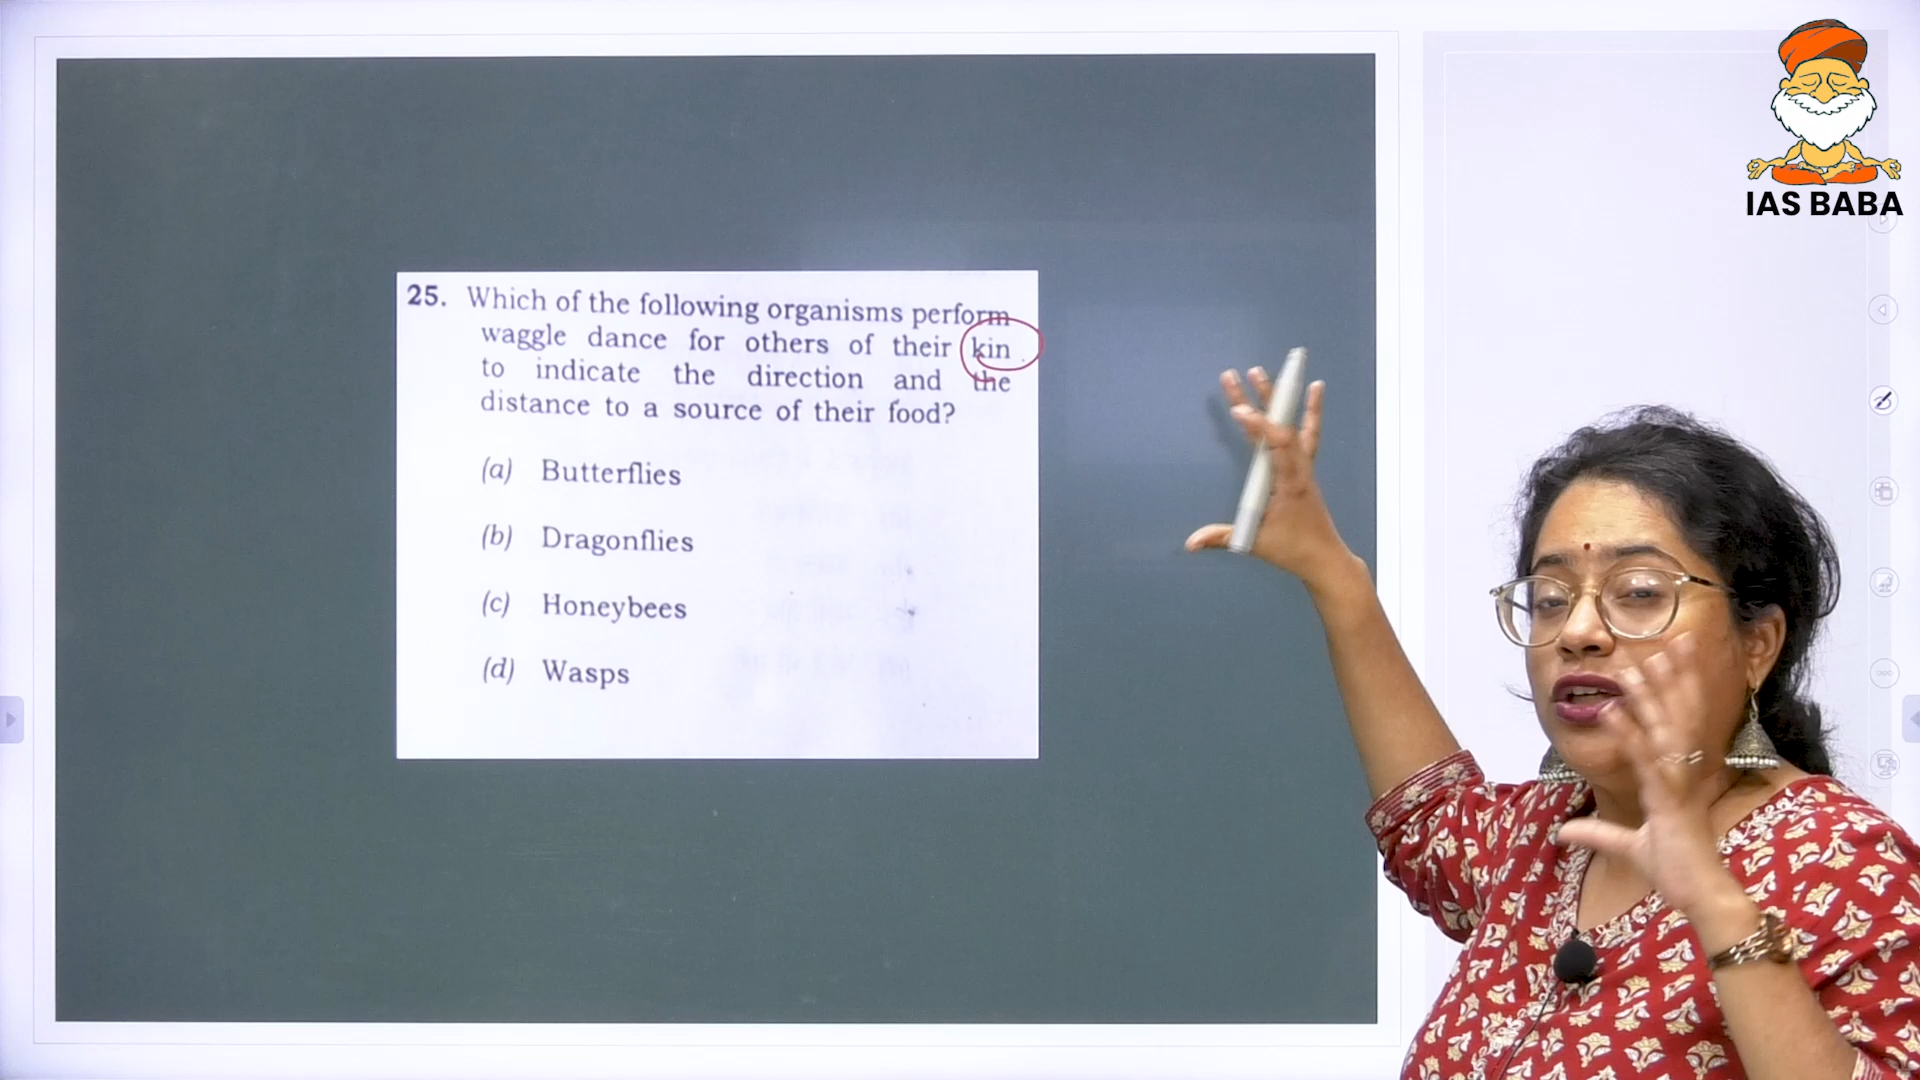 IAS BABA
25. Which of the following organisms perform
waggle dance for others of their kin
to indicate the direction and the
distance to a source of their food?
(a) Butterflies
(b) Dragonflies
(c) Honeybees
(d) Wasps